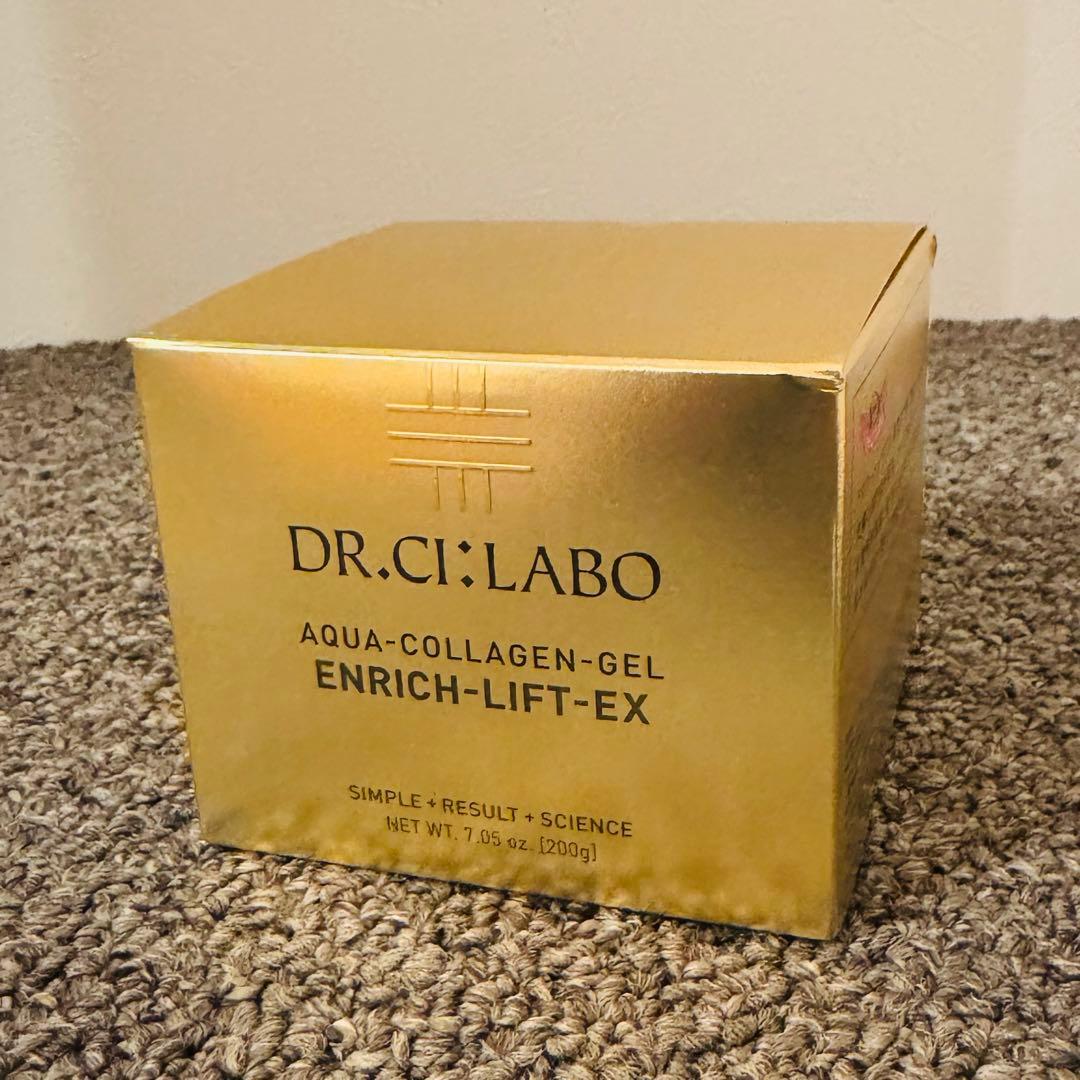 DR.CI:LABO
AQUA-COLLAGEN-GEL
ENRICH-LIFT-EX
SIMPLE + RESULT + SCIENCE
NET WT. 7.05 oz. [200g]